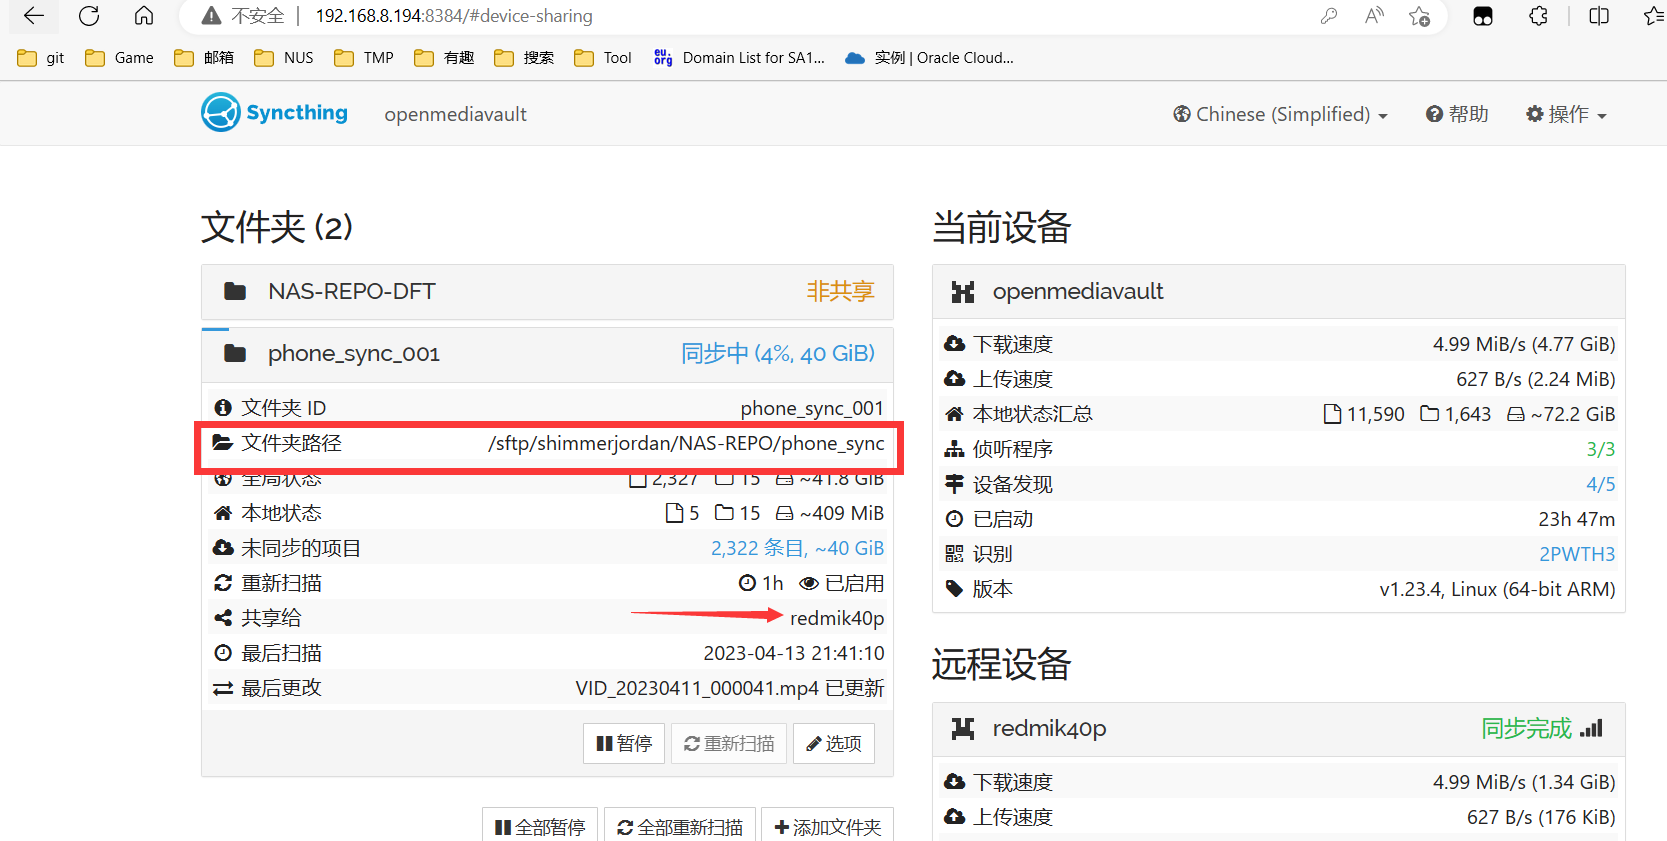 不安全 | 192.168.8.194:8384/#device-sharing
git Game 邮箱 NUS TMP 有趣 搜索 Tool eu.org Domain List for SA1... 实例 | Oracle Cloud...
Syncthing openmediavault Chinese (Simplified) 帮助 操作
文件夹 (2)
NAS-REPO-DFT 非共享
phone_sync_001 同步中 (4%, 40 GiB)
文件夹 ID phone_sync_001
文件夹路径 /sftp/shimmerjordan/NAS-REPO/phone_sync
全局状态 2,327 15 ~41.8 GiB
本地状态 5 15 ~409 MiB
未同步的项目 2,322 条目, ~40 GiB
重新扫描 1h 已启用
共享给 redmik40p
最后扫描 2023-04-13 21:41:10
最后更改 VID_20230411_000041.mp4 已更新
暂停 重新扫描 选项
全部暂停 全部重新扫描 添加文件夹
当前设备
openmediavault
下载速度 4.99 MiB/s (4.77 GiB)
上传速度 627 B/s (2.24 MiB)
本地状态汇总 11,590 1,643 ~72.2 GiB
侦听程序 3/3
设备发现 4/5
已启动 23h 47m
识别 2PWTH3
版本 v1.23.4, Linux (64-bit ARM)
远程设备
redmik40p 同步完成
下载速度 4.99 MiB/s (1.34 GiB)
上传速度 627 B/s (176 KiB)